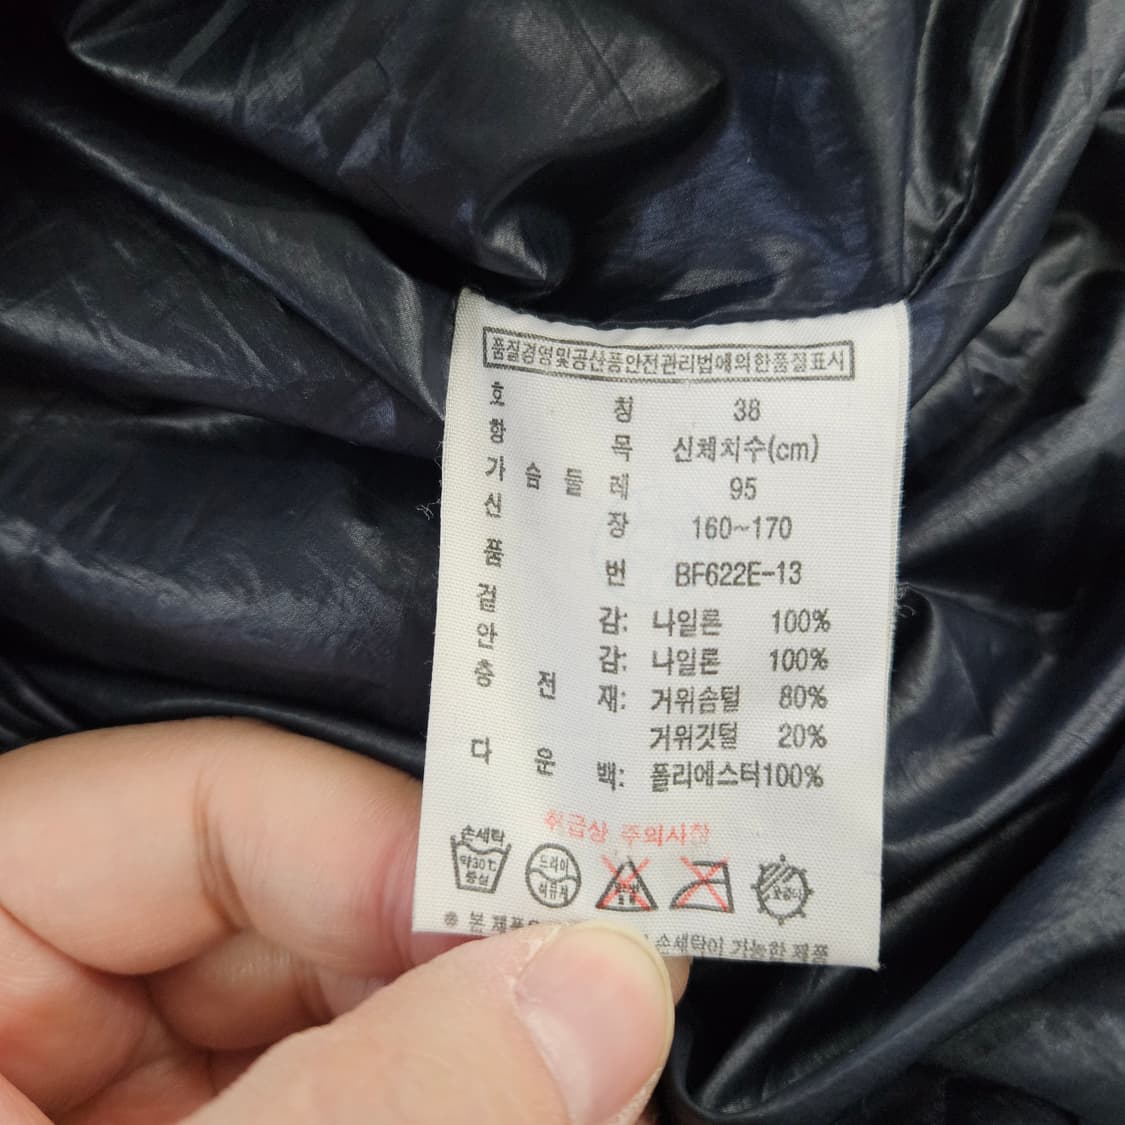 품질경영및공산품안전관리법에의한품질표시
호 칭 38
항 목 신체치수(cm)
가 슴 둘 레 95
신 장 160~170
품 번 BF622E-13
겉 감: 나일론 100%
안 감: 나일론 100%
충 전 재: 거위솜털 80%
거위깃털 20%
다 운 백: 폴리에스터100%
취급상 주의사항
손세탁
약30℃
중성
드라이
석유계
※ 본 제품
손세탁이 가능한 제품